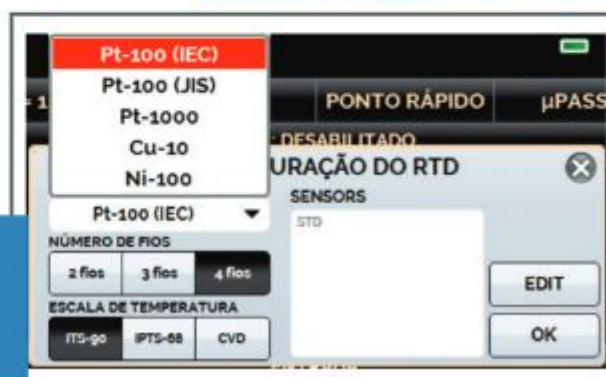 Pt-100 (IEC)
Pt-100 (JIS)
Pt-1000
Cu-10
Ni-100
PONTO RÁPIDO
µPASS
: DESABILITADO
URAÇÃO DO RTD
SENSORS
Pt-100 (IEC)
STD
NÚMERO DE FIOS
2 fios 3 fios 4 fios
EDIT
ESCALA DE TEMPERATURA
ITS-90 IPTS-68 CVD
OK